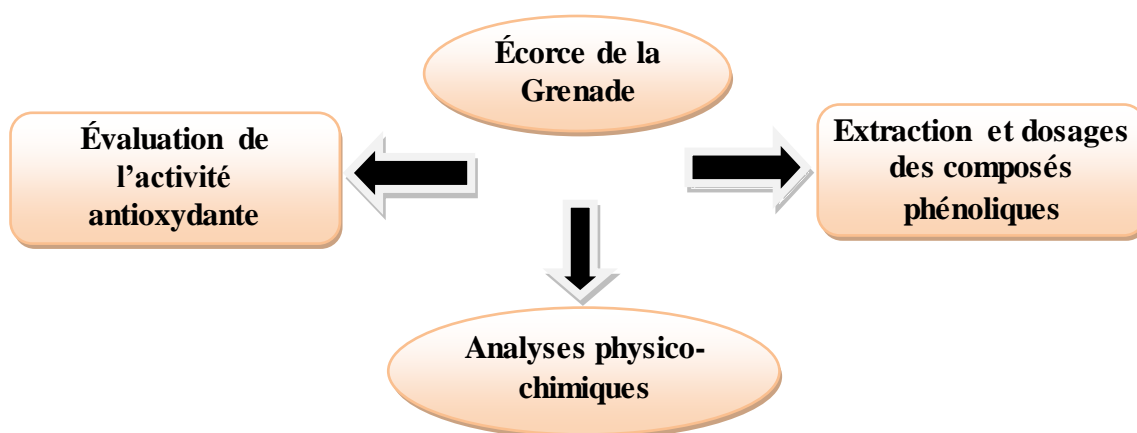 Écorce de la
Grenade
Évaluation de
l’activité
antioxydante
Extraction et dosages
des composés
phénoliques
Analyses physico-
chimiques